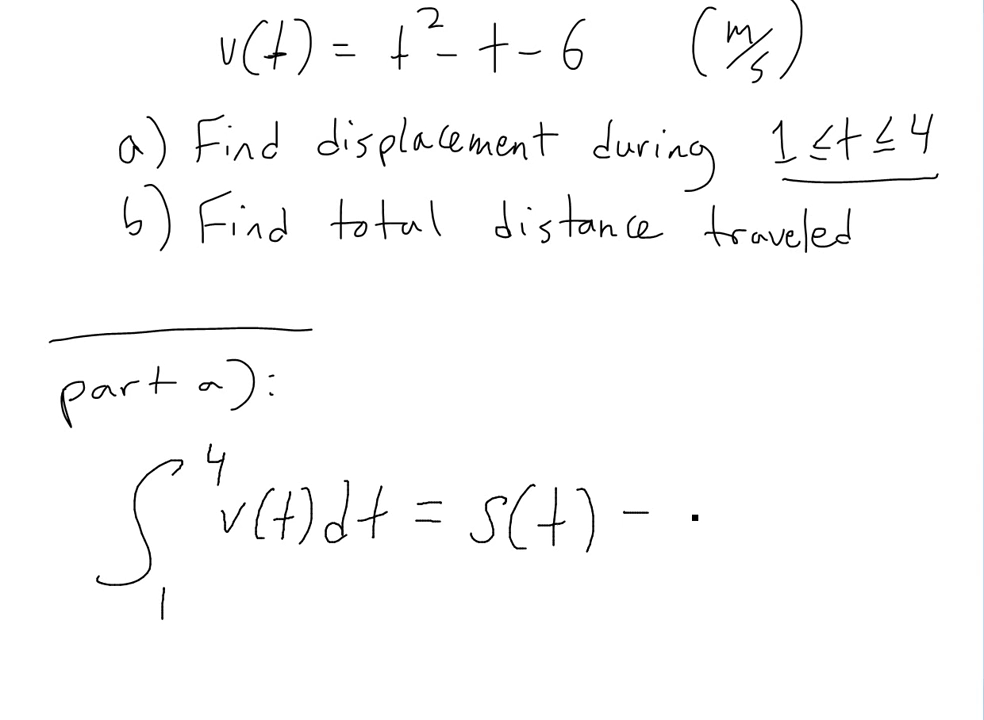 v(t) = t² - t - 6 (m/s)
a) Find displacement during 1 ≤ t ≤ 4
b) Find total distance traveled
part a):
∫₁⁴ v(t)dt = s(t) -